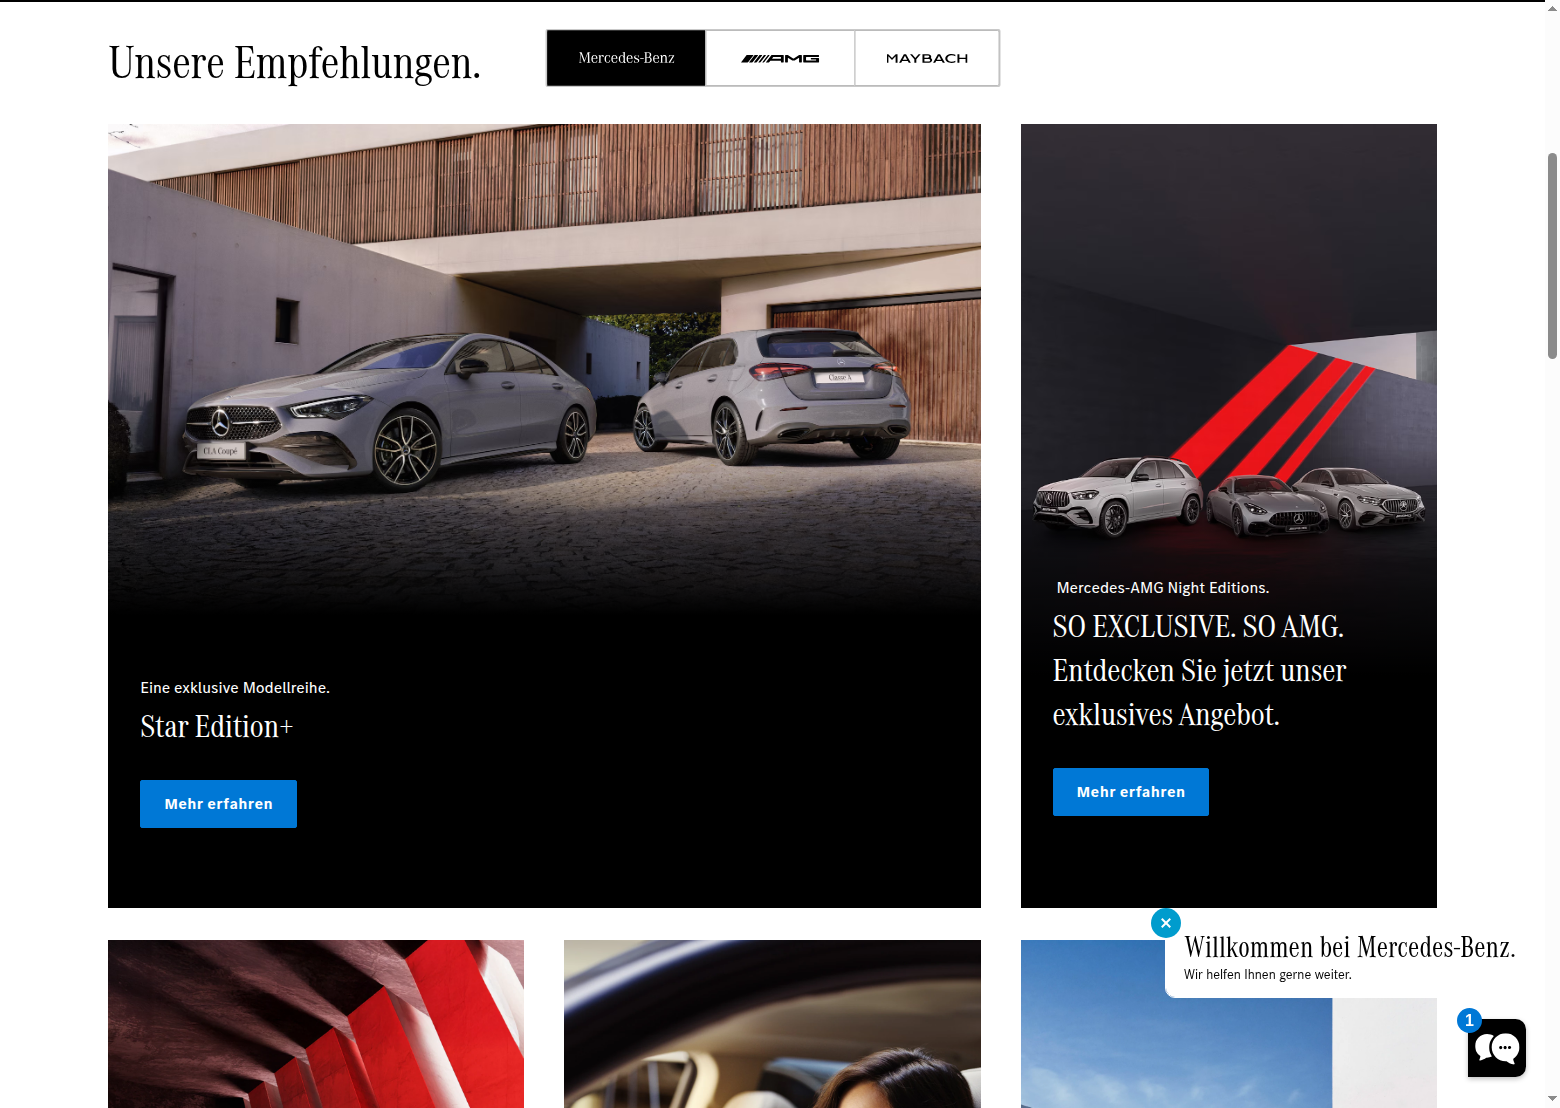 Unsere Empfehlungen.
Mercedes-Benz
AMG
MAYBACH
CLA Coupé
Eine exklusive Modellreihe.
Star Edition+
Mehr erfahren
Mercedes-AMG Night Editions.
SO EXCLUSIVE. SO AMG.
Entdecken Sie jetzt unser
exklusives Angebot.
Mehr erfahren
Willkommen bei Mercedes-Benz.
Wir helfen Ihnen gerne weiter.
1